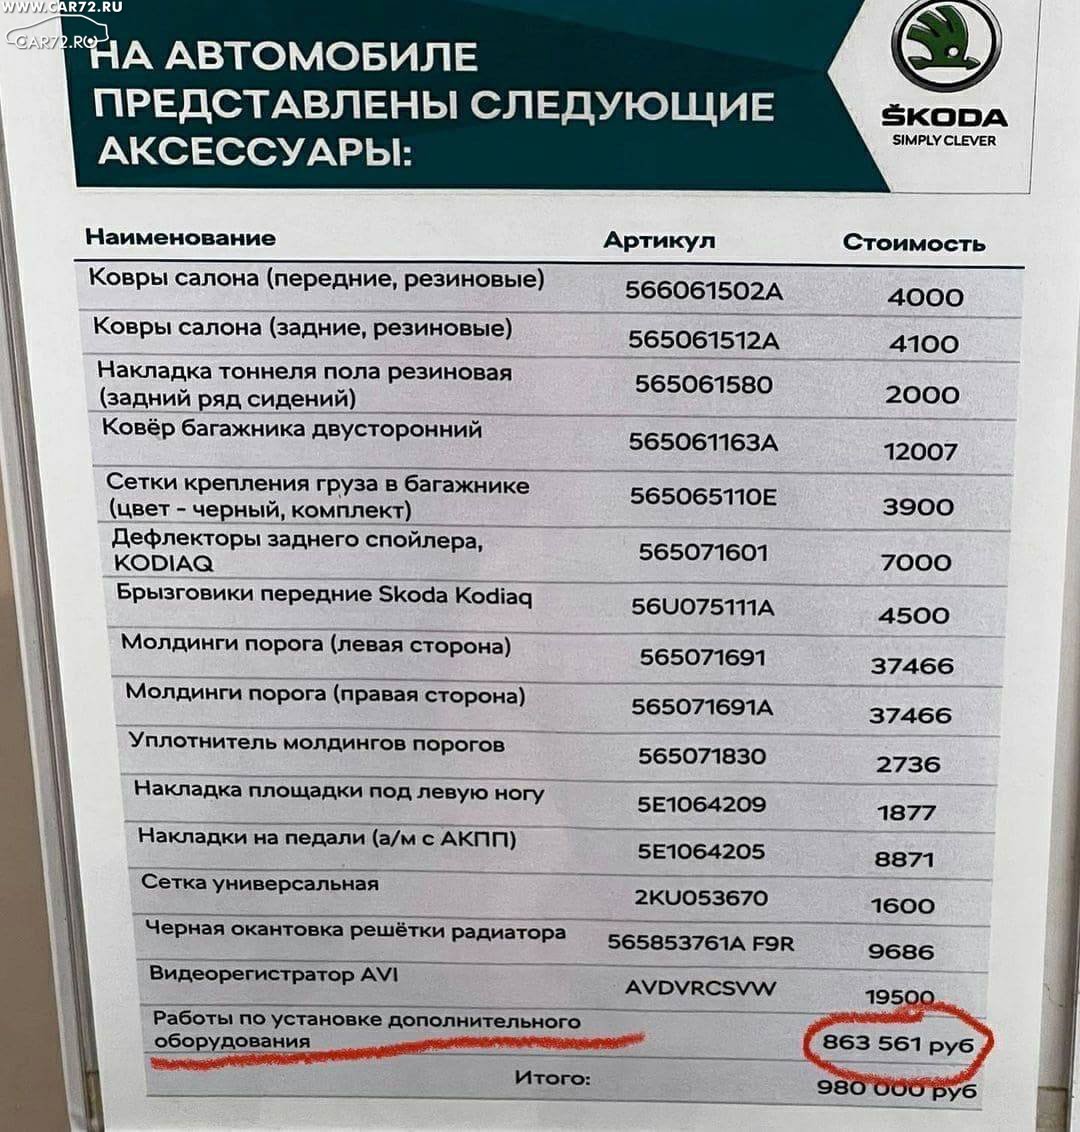 WWW.CAR72.RU
CAR72.RU
НА АВТОМОБИЛЕ
ПРЕДСТАВЛЕНЫ СЛЕДУЮЩИЕ
АКСЕССУАРЫ:
ŠKODA
SIMPLY CLEVER
Наименование Артикул Стоимость
Ковры салона (передние, резиновые) 566061502A 4000
Ковры салона (задние, резиновые) 565061512A 4100
Накладка тоннеля пола резиновая
(задний ряд сидений) 565061580 2000
Ковёр багажника двусторонний 565061163A 12007
Сетки крепления груза в багажнике
(цвет - черный, комплект) 565065110E 3900
Дефлекторы заднего спойлера,
KODIAQ 565071601 7000
Брызговики передние Skoda Kodiaq 56U075111A 4500
Молдинги порога (левая сторона) 565071691 37466
Молдинги порога (правая сторона) 565071691A 37466
Уплотнитель молдингов порогов 565071830 2736
Накладка площадки под левую ногу 5E1064209 1877
Накладки на педали (а/м с АКПП) 5E1064205 8871
Сетка универсальная 2KU053670 1600
Черная окантовка решётки радиатора 565853761A F9R 9686
Видеорегистратор AVI AVDVRCSVW 19500
Работы по установке дополнительного
оборудования 863 561 руб
Итого: 980 000 руб